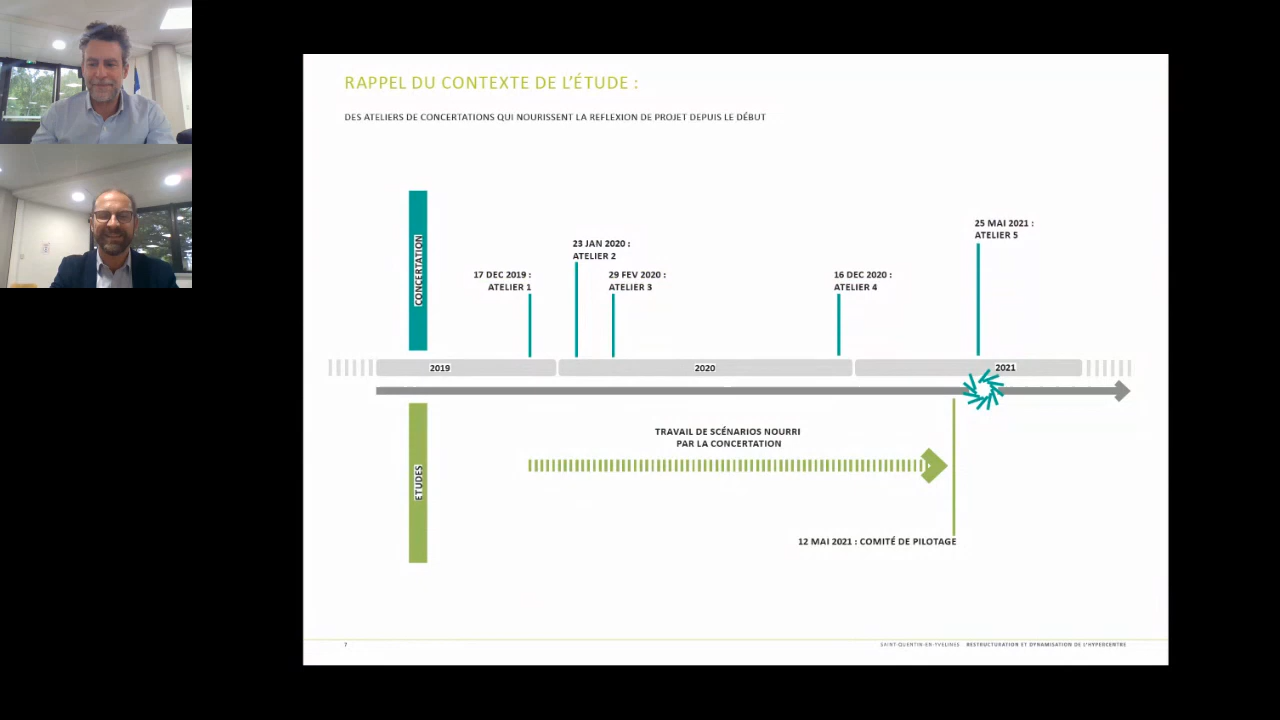 RAPPEL DU CONTEXTE DE L'ÉTUDE :
DES ATELIERS DE CONCERTATIONS QUI NOURISSENT LA REFLEXION DE PROJET DEPUIS LE DÉBUT
CONCERTATION
25 MAI 2021 :
ATELIER 5
23 JAN 2020 :
ATELIER 2
17 DEC 2019 :
ATELIER 1
29 FEV 2020 :
ATELIER 3
16 DEC 2020 :
ATELIER 4
2019
2020
2021
ETUDES
TRAVAIL DE SCÉNARIOS NOURRI
PAR LA CONCERTATION
12 MAI 2021 : COMITÉ DE PILOTAGE
7
SAINT-QUENTIN-EN-YVELINES - RESTRUCTURATION ET DYNAMISATION DE L'HYPERCENTRE